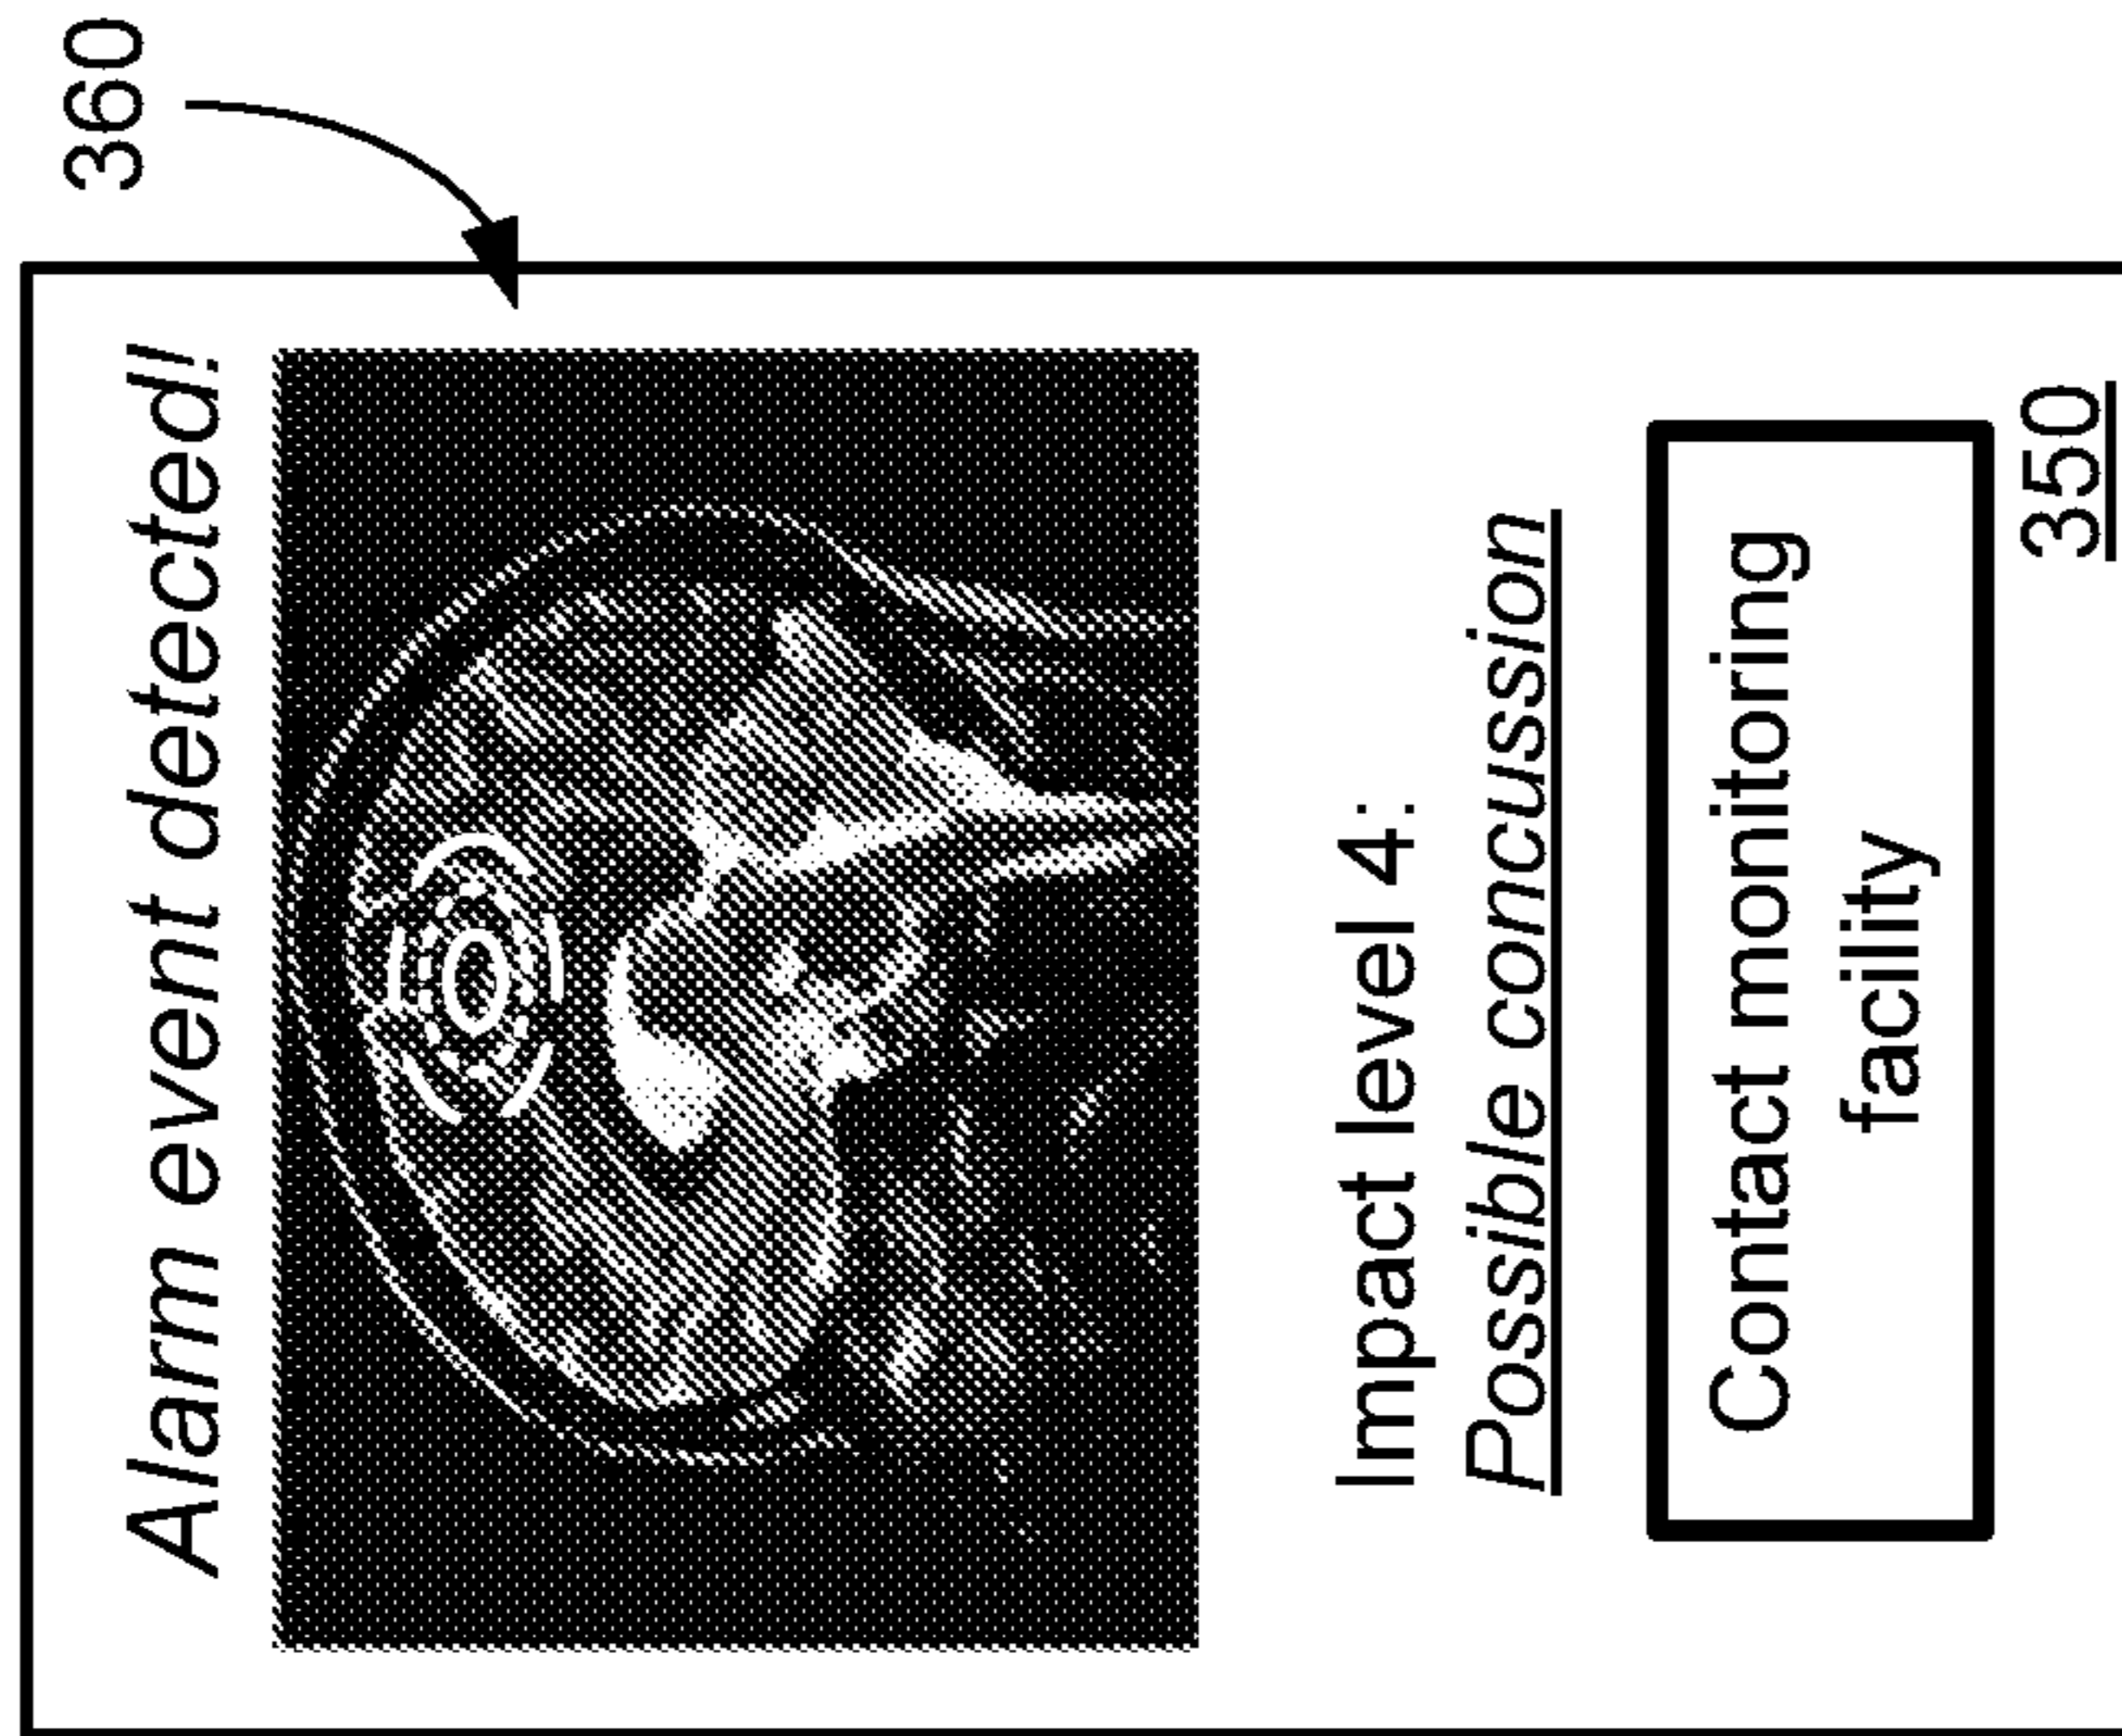 360
Alarm event detected!
Impact level 4:
Possible concussion
Contact monitoring
facility
350